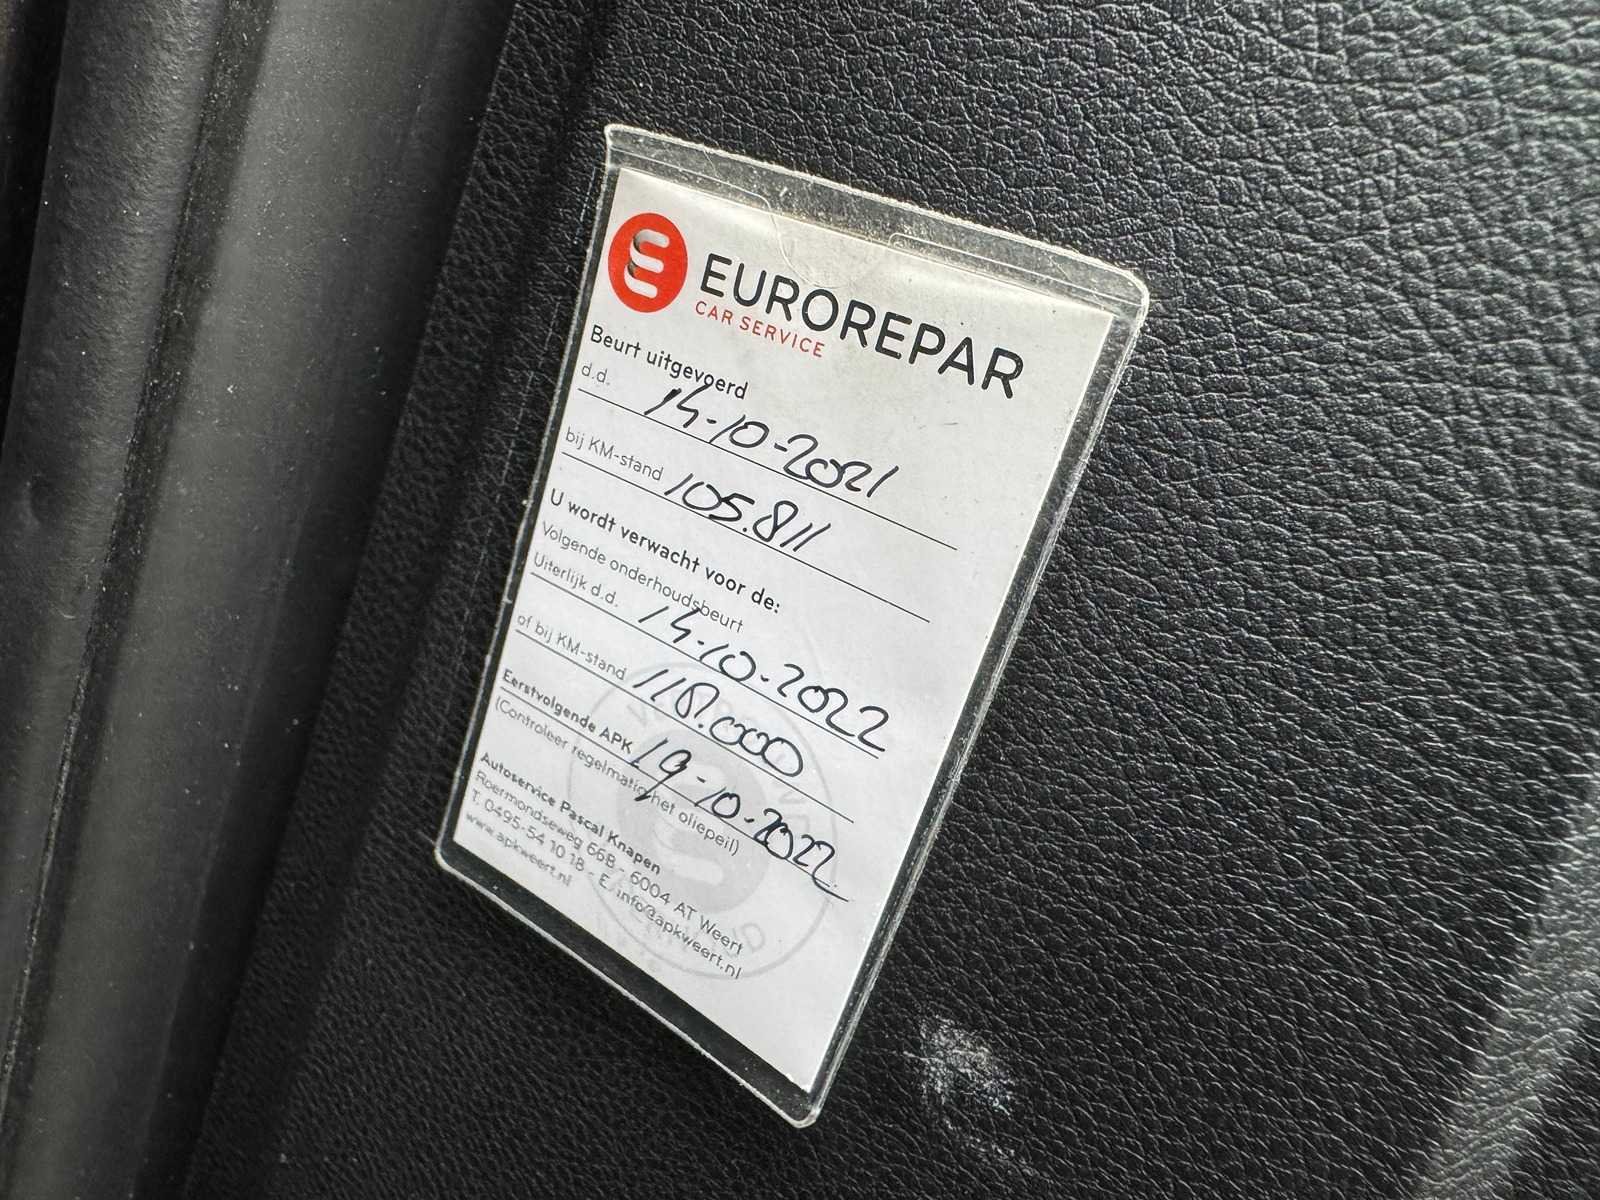 EUROREPAR
CAR SERVICE
Beurt uitgevoerd
d.d. 14-10-2021
bij KM-stand 105.811
U wordt verwacht voor de:
Volgende onderhoudsbeurt
Uiterlijk d.d. 14-10-2022
of bij KM-stand 118.000
Eerstvolgende APK 19-10-2022
(Controleer regelmatig het oliepeil)
Autoservice Pascal Knapen
Roermondseweg 66B - 6004 AT Weert
T. 0495-54 10 18 - E. info@apkweert.nl
www.apkweert.nl